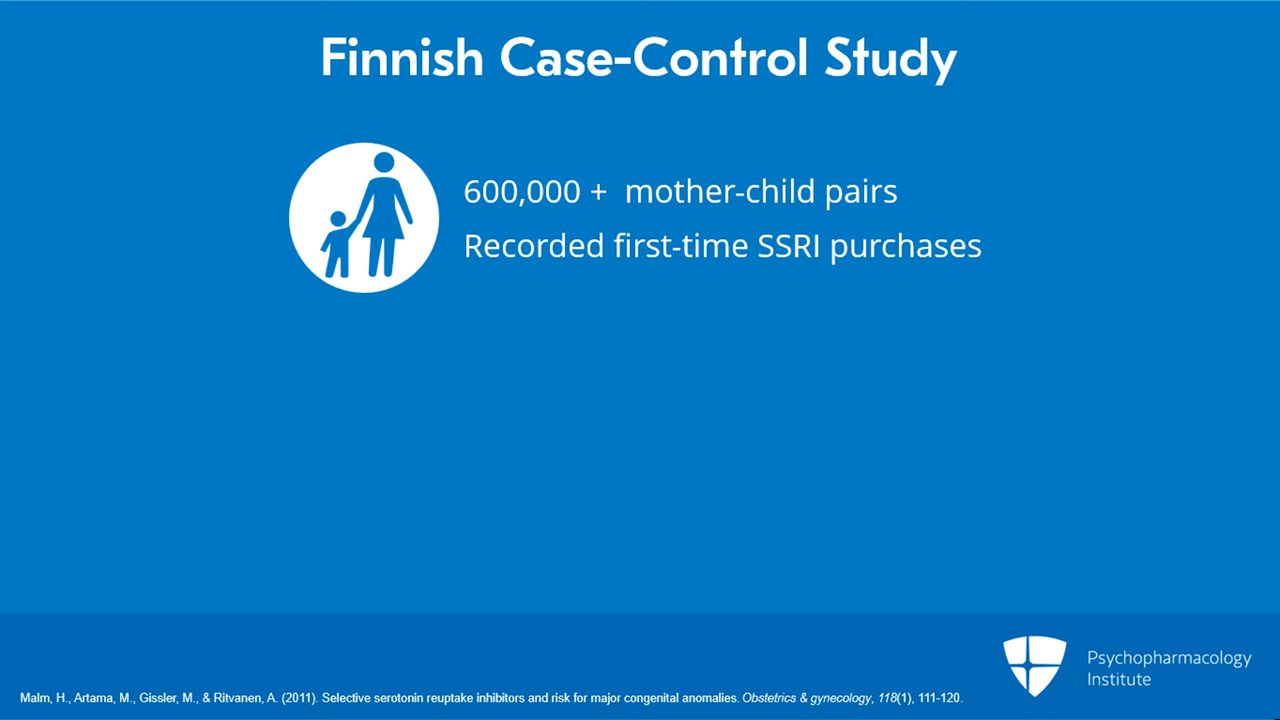 Finnish Case-Control Study
600,000 + mother-child pairs
Recorded first-time SSRI purchases
Psychopharmacology
Institute
Malm, H., Artama, M., Gissler, M., & Ritvanen, A. (2011). Selective serotonin reuptake inhibitors and risk for major congenital anomalies. Obstetrics & gynecology, 118(1), 111-120.